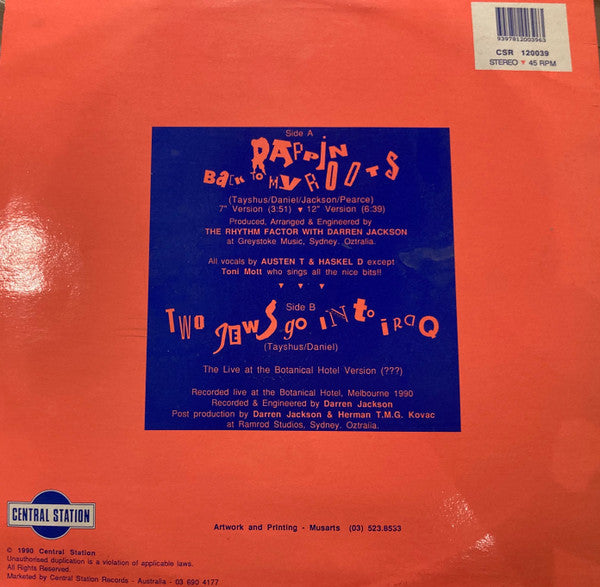 9397812003963
CSR 120039
STEREO ▼ 45 RPM
Side A
RAPPiN
BaCK TO MY ROOTS
(Tayshus/Daniel/Jackson/Pearce)
7" Version (3:51) ▼ 12" Version (6:39)
Produced, Arranged & Engineered by
THE RHYTHM FACTOR WITH DARREN JACKSON
at Greystoke Music, Sydney. Oztralia.
All vocals by AUSTEN T & HASKEL D except
Toni Mott who sings all the nice bits!!
▼ ▼ ▼
Side B
TWO JEWS go iNto iRaQ
(Tayshus/Daniel)
The Live at the Botanical Hotel Version (???)
Recorded live at the Botanical Hotel, Melbourne 1990
Recorded & Engineered by Darren Jackson
Post production by Darren Jackson & Herman T.M.G. Kovac
at Ramrod Studios, Sydney. Oztralia.
CENTRAL STATION
Artwork and Printing - Musarts (03) 523.8533
© 1990 Central Station
Unauthorised duplication is a violation of applicable laws.
All Rights Reserved.
Marketed by Central Station Records - Australia - 03 690 4177